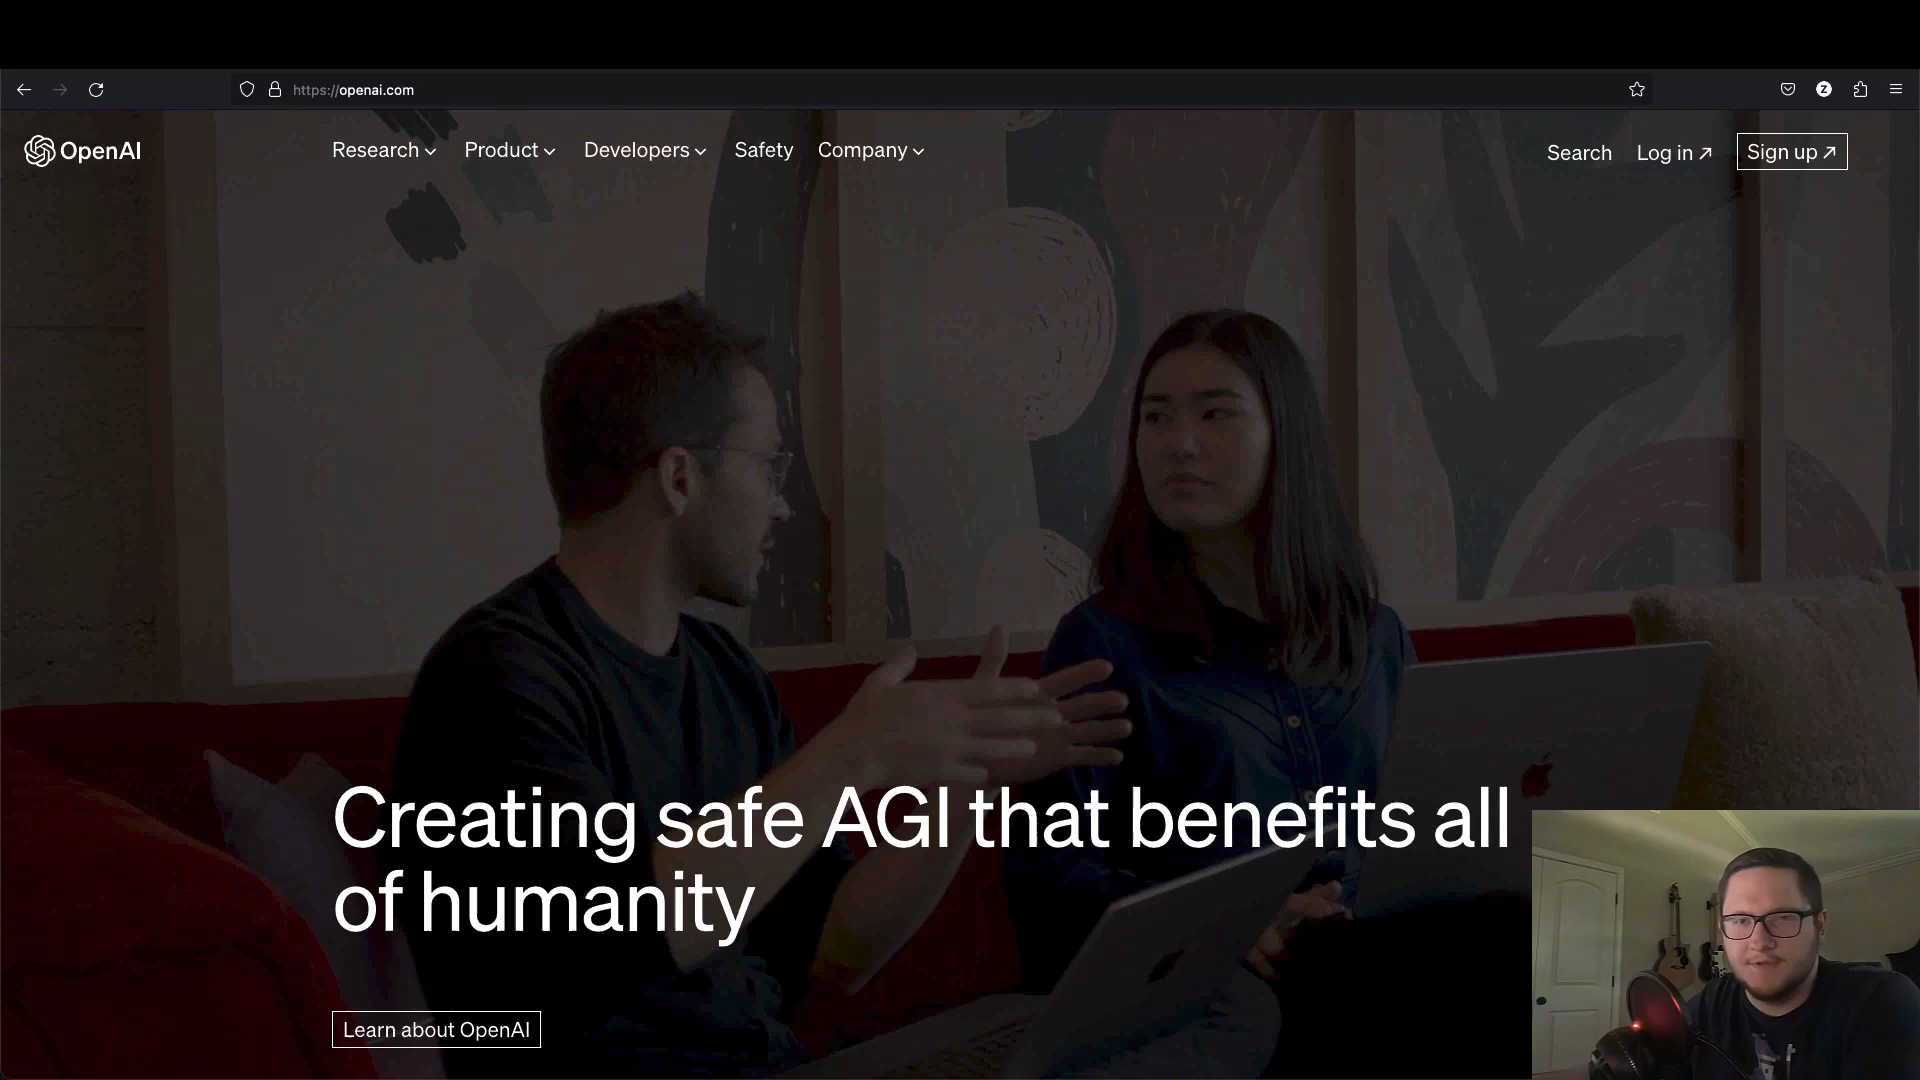 https://openai.com
Z
OpenAI
Research
Product
Developers
Safety
Company
Search
Log in
Sign up
Creating safe AGI that benefits all
of humanity
Learn about OpenAI